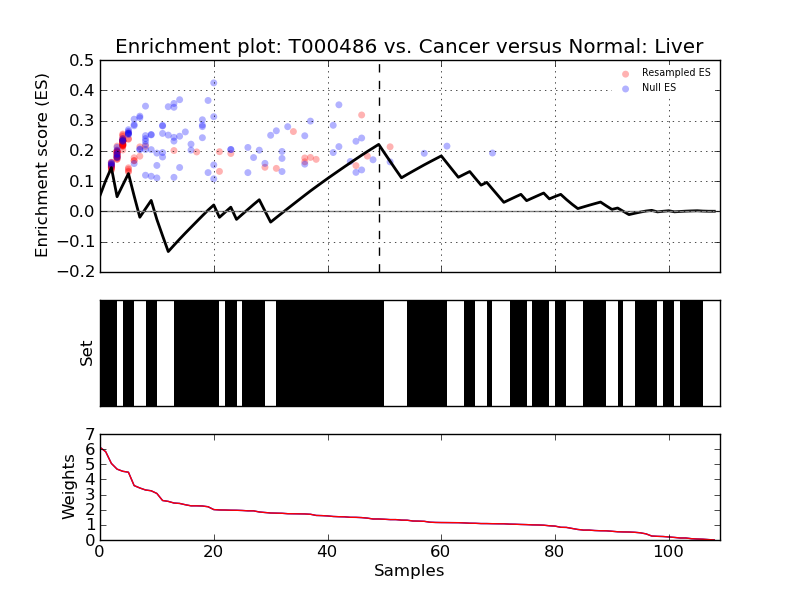 Enrichment plot: T000486 vs. Cancer versus Normal: Liver
Enrichment score (ES)
0.5
0.4
0.3
0.2
0.1
0.0
−0.1
−0.2
Resampled ES
Null ES
Set
Weights
7
6
5
4
3
2
1
0
0 20 40 60 80 100
Samples